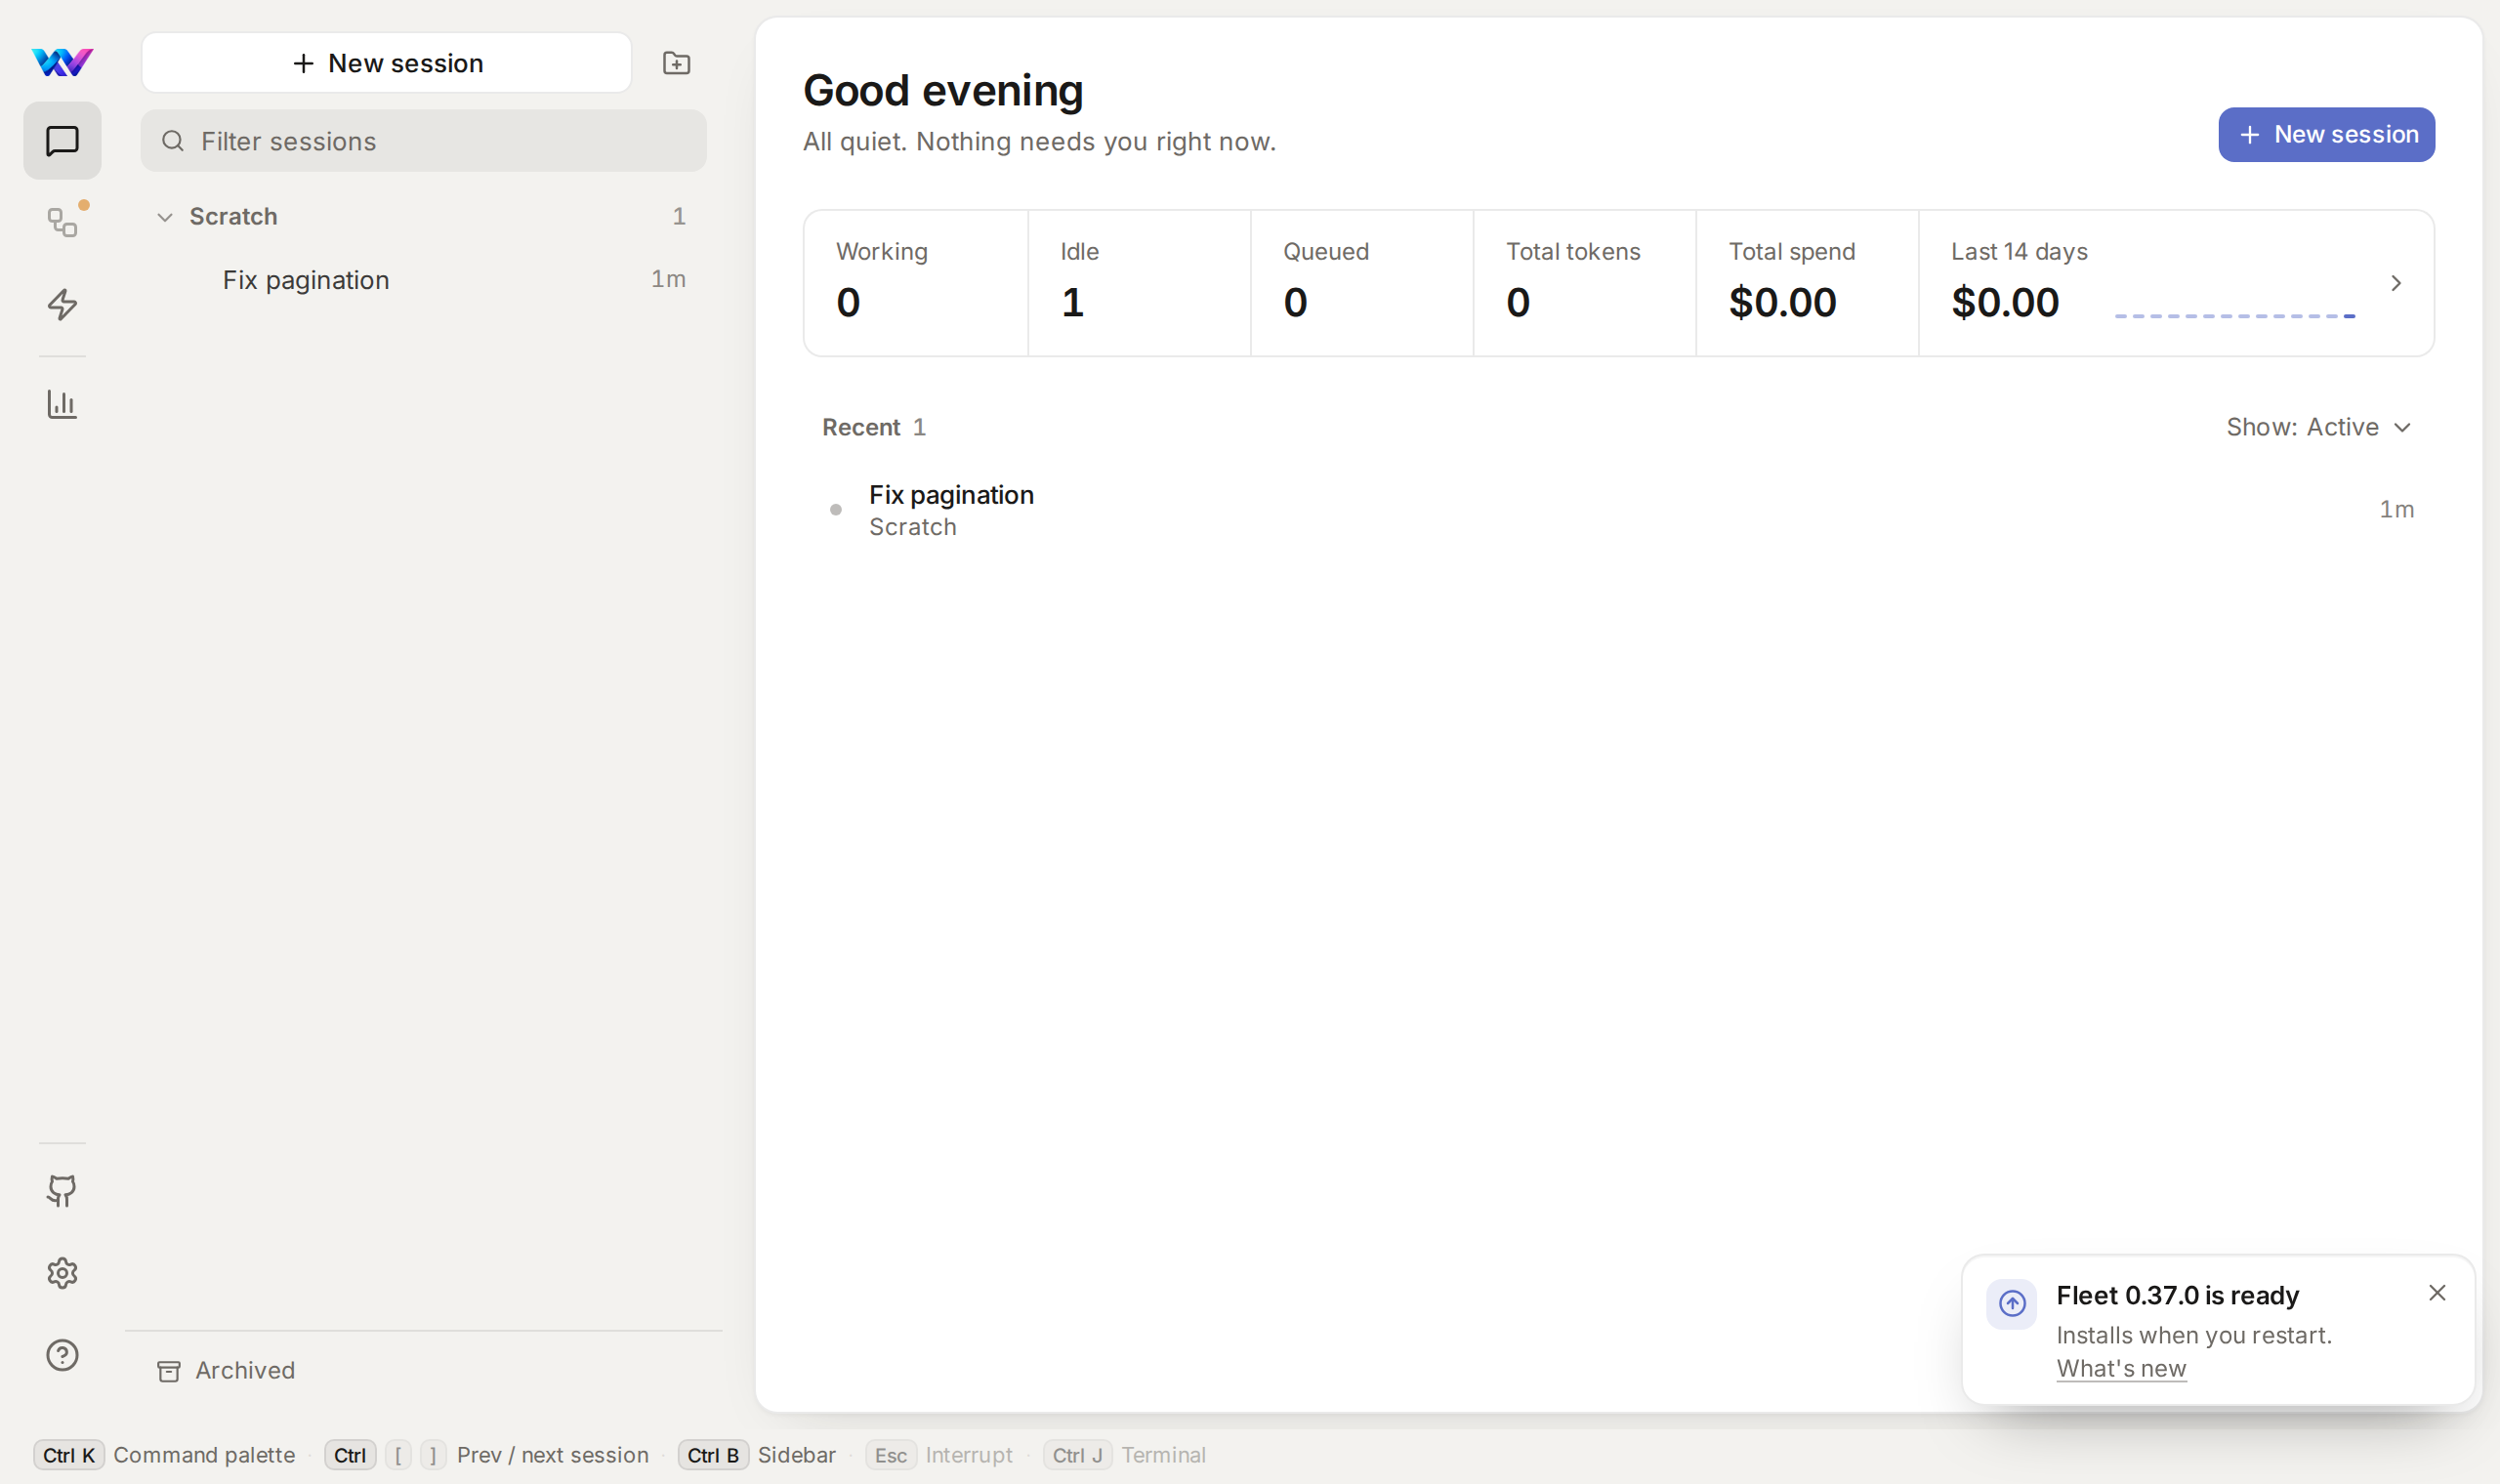 New session
Filter sessions
Scratch 1
Fix pagination 1m
Archived
Good evening
All quiet. Nothing needs you right now.
New session
Working
0
Idle
1
Queued
0
Total tokens
0
Total spend
$0.00
Last 14 days
$0.00
Recent 1
Show: Active
Fix pagination
Scratch
1m
Fleet 0.37.0 is ready
Installs when you restart.
What's new
Ctrl K Command palette · Ctrl [ ] Prev / next session · Ctrl B Sidebar · Esc Interrupt · Ctrl J Terminal